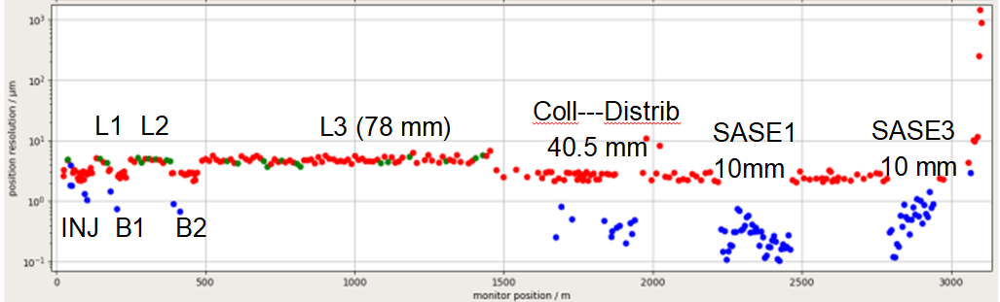 10³
10²
10¹
10⁰
10⁻¹
position resolution / μm
L1 L2
L3 (78 mm)
Coll---Distrib
40.5 mm
SASE1
10mm
SASE3
10 mm
INJ B1 B2
0 500 1000 1500 2000 2500 3000
monitor position / m